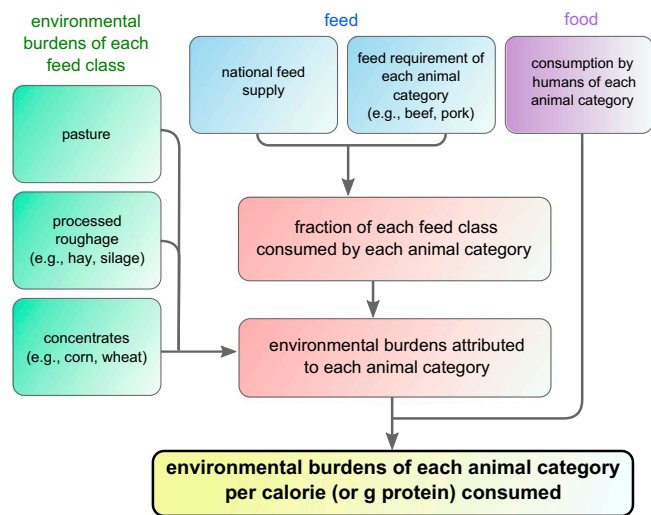 environmental
burdens of each
feed class
feed
food
national feed
supply
feed requirement of
each animal
category
(e.g., beef, pork)
consumption by
humans of each
animal category
pasture
processed
roughage
(e.g., hay, silage)
concentrates
(e.g., corn, wheat)
fraction of each feed class
consumed by each animal category
environmental burdens attributed
to each animal category
environmental burdens of each animal category
per calorie (or g protein) consumed